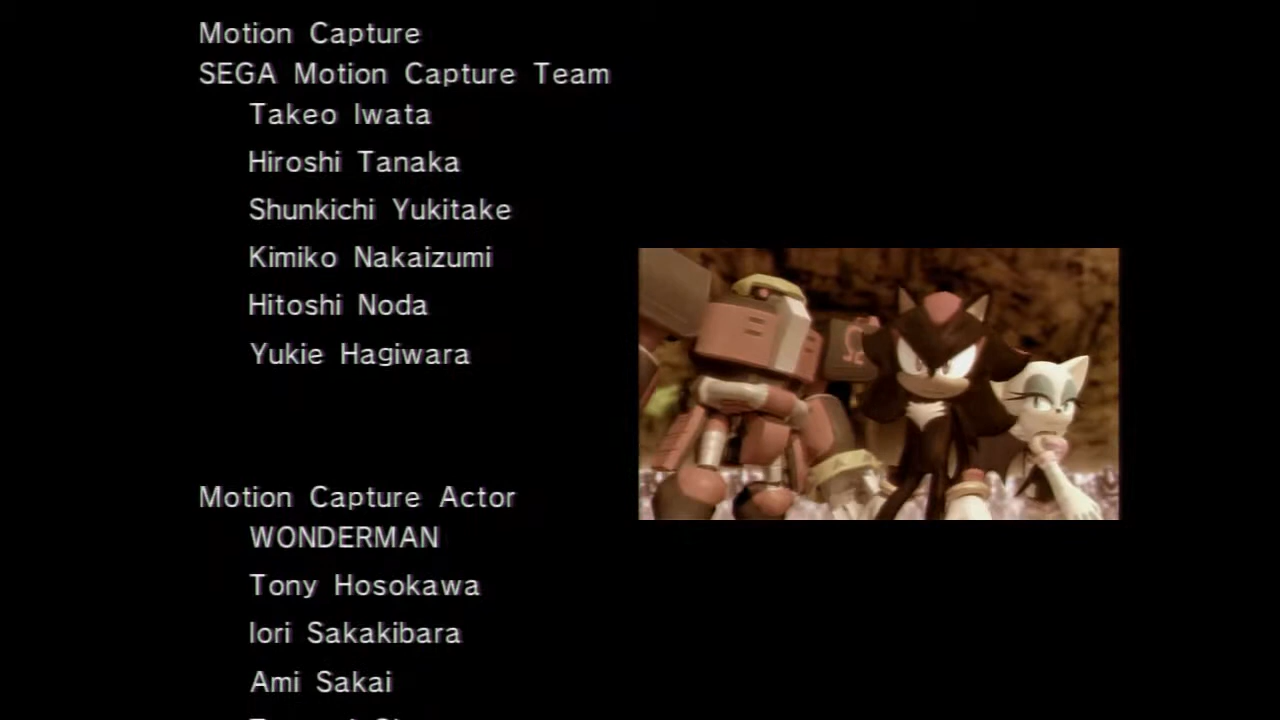 Motion Capture
SEGA Motion Capture Team
Takeo Iwata
Hiroshi Tanaka
Shunkichi Yukitake
Kimiko Nakaizumi
Hitoshi Noda
Yukie Hagiwara
Motion Capture Actor
WONDERMAN
Tony Hosokawa
Iori Sakakibara
Ami Sakai